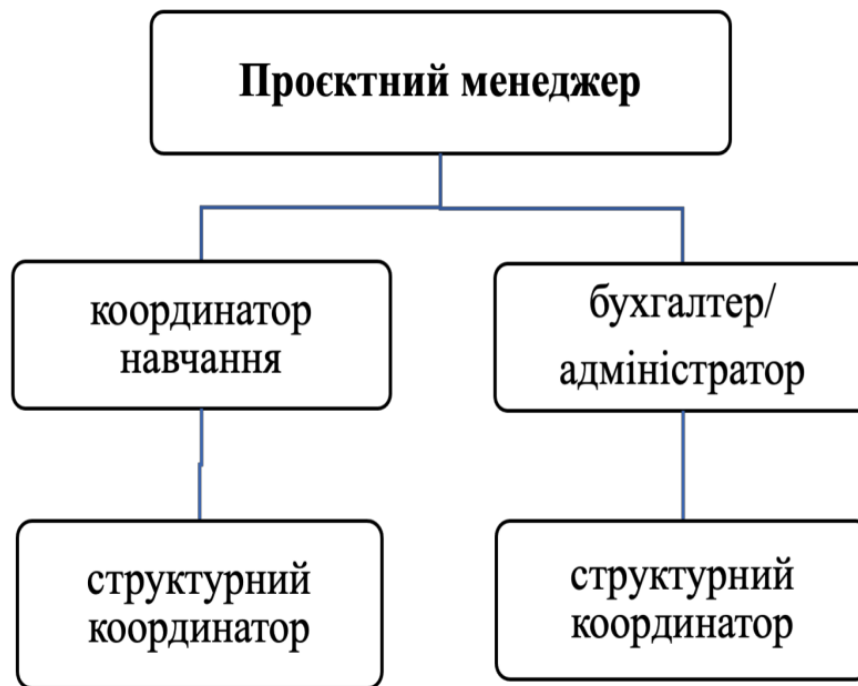 Проєктний менеджер
координатор
навчання
бухгалтер/
адміністратор
структурний
координатор
структурний
координатор